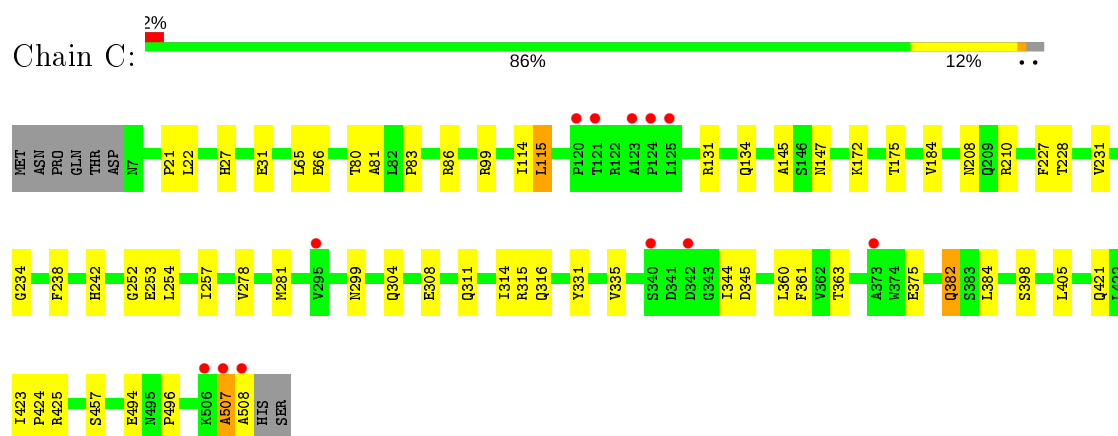 2%
Chain C:
86% 12% • •
MET ASN PRO GLN THR ASP N7 P21 L22 H27 E31 L65 E66 T80 A81 L82 P83 R86 R99 I114 L115 P120 T121 R122 A123 P124 L125 R131 Q134 A145 S146 N147 K172 T175 V184 N208 Q209 R210 F227 T228 V231
G234 F238 H242 G252 E253 L254 I257 V278 M281 V295 N299 Q304 E308 Q311 I314 R315 Q316 Y331 V335 S340 D341 D342 G343 I344 D345 L360 F361 V362 T363 A373 W374 E375 Q382 S383 L384 S398 L405 Q421 L422
I423 P424 R425 S457 E494 N495 P496 K506 A507 A508 HIS SER